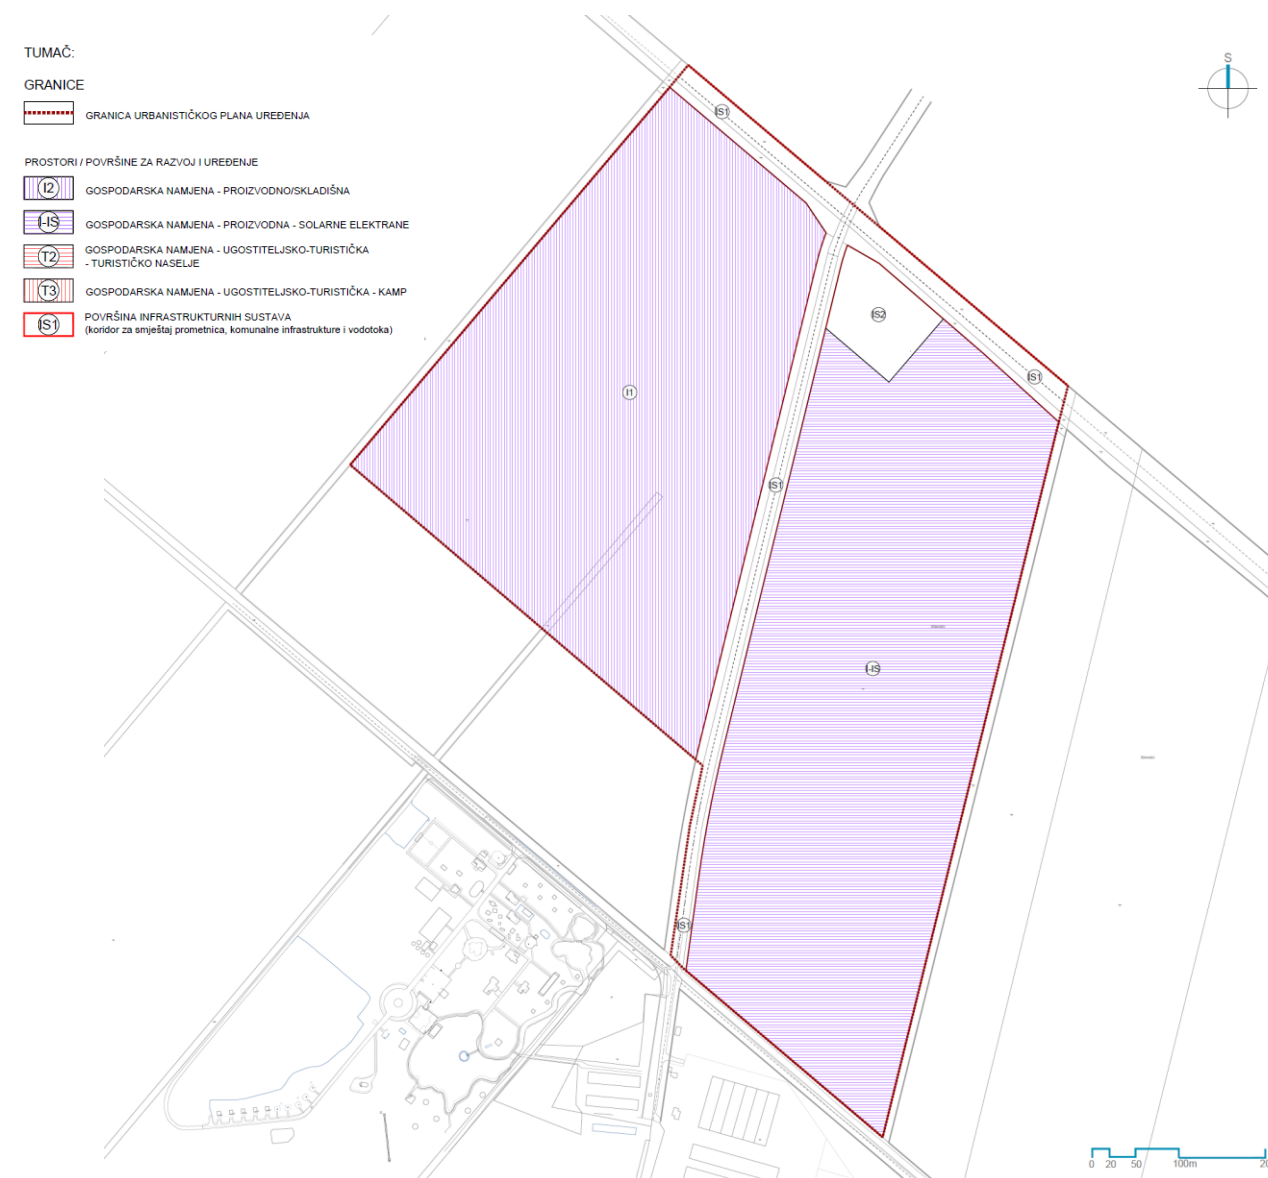 TUMAČ:
GRANICE
GRANICA URBANISTIČKOG PLANA UREĐENJA
PROSTORI / POVRŠINE ZA RAZVOJ I UREĐENJE
I2
GOSPODARSKA NAMJENA - PROIZVODNO/SKLADIŠNA
I-IS
GOSPODARSKA NAMJENA - PROIZVODNA - SOLARNE ELEKTRANE
T2
GOSPODARSKA NAMJENA - UGOSTITELJSKO-TURISTIČKA
- TURISTIČKO NASELJE
T3
GOSPODARSKA NAMJENA - UGOSTITELJSKO-TURISTIČKA - KAMP
IS1
POVRŠINA INFRASTRUKTURNIH SUSTAVA
(koridor za smještaj prometnica, komunalne infrastrukture i vodotoka)
S
IS1
IS2
IS1
I1
IS1
I-IS
IS1
0 20 50 100m 20